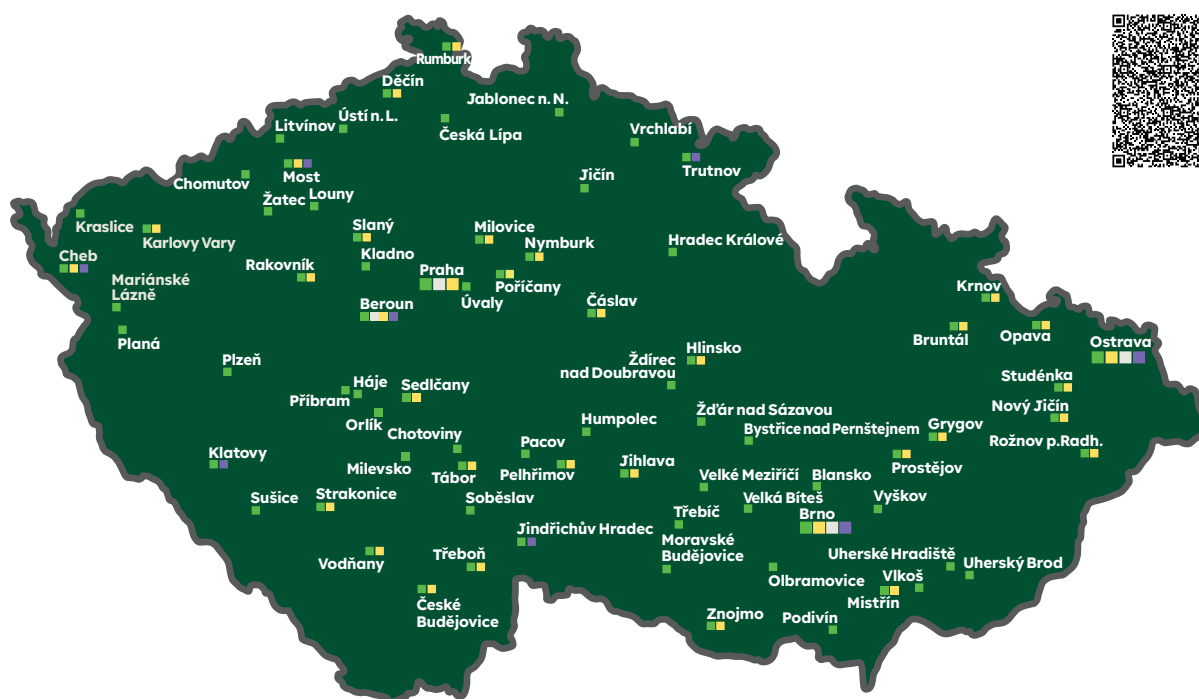 Rumburk
Děčín
Jablonec n. N.
Ústí n. L.
Litvínov
Česká Lípa
Vrchlabí
Most
Trutnov
Chomutov
Jičín
Žatec
Louny
Kraslice
Karlovy Vary
Slaný
Milovice
Nymburk
Hradec Králové
Cheb
Kladno
Rakovník
Praha
Poříčany
Mariánské
Lázně
Úvaly
Krnov
Beroun
Čáslav
Planá
Bruntál
Opava
Ostrava
Hlinsko
Plzeň
Ždírec
nad Doubravou
Studénka
Háje
Sedlčany
Příbram
Nový Jičín
Orlík
Humpolec
Žďár nad Sázavou
Grygov
Chotoviny
Bystřice nad Pernštejnem
Rožnov p.Radh.
Klatovy
Pacov
Milevsko
Jihlava
Prostějov
Tábor
Pelhřimov
Velké Meziříčí
Blansko
Sušice
Strakonice
Soběslav
Velká Bíteš
Vyškov
Třebíč
Brno
Jindřichův Hradec
Moravské
Budějovice
Vodňany
Třeboň
Uherské Hradiště
Uherský Brod
Olbramovice
Vlkoš
České
Budějovice
Mistřín
Znojmo
Podivín